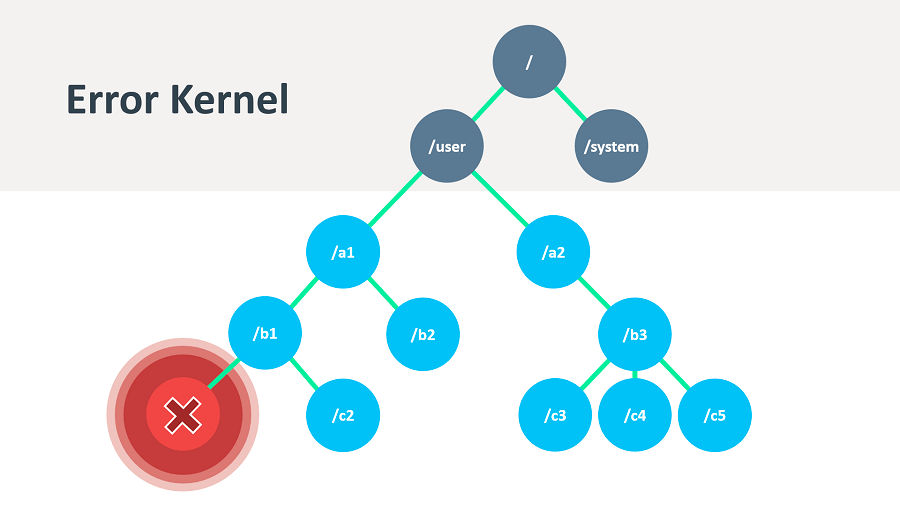 /
Error Kernel
/user
/system
/a1
/a2
/b1
/b2
/b3
/c2
/c3
/c4
/c5